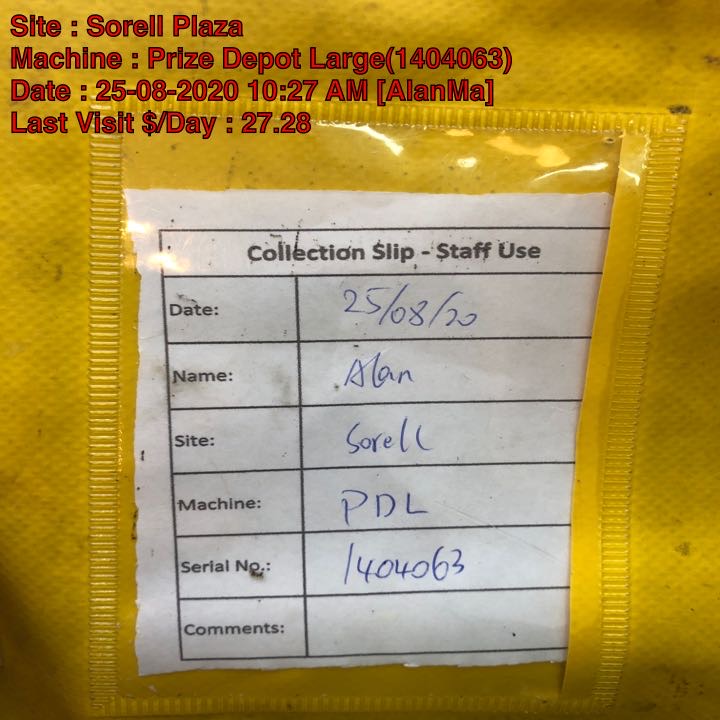 Site : Sorell Plaza
Machine : Prize Depot Large(1404063)
Date : 25-08-2020 10:27 AM [AlanMa]
Last Visit $/Day : 27.28
Collection Slip - Staff Use
Date: 25/08/20
Name: Alan
Site: Sorell
Machine: PDL
Serial No.: 1404063
Comments: